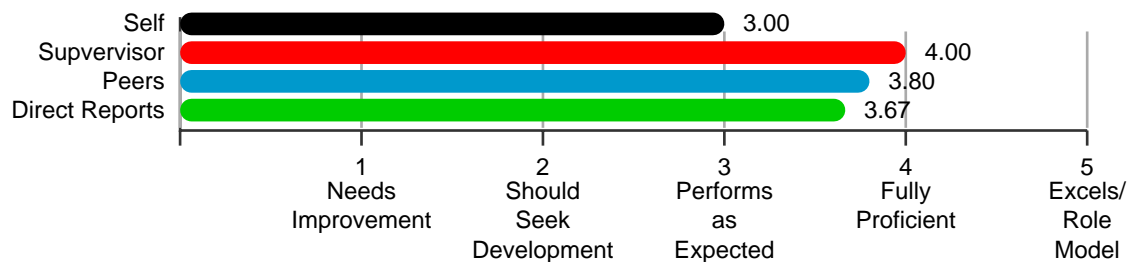 Self 3.00
Supvervisor 4.00
Peers 3.80
Direct Reports 3.67
1 2 3 4 5
Needs Should Performs Fully Excels/
Improvement Seek as Proficient Role
Development Expected Model